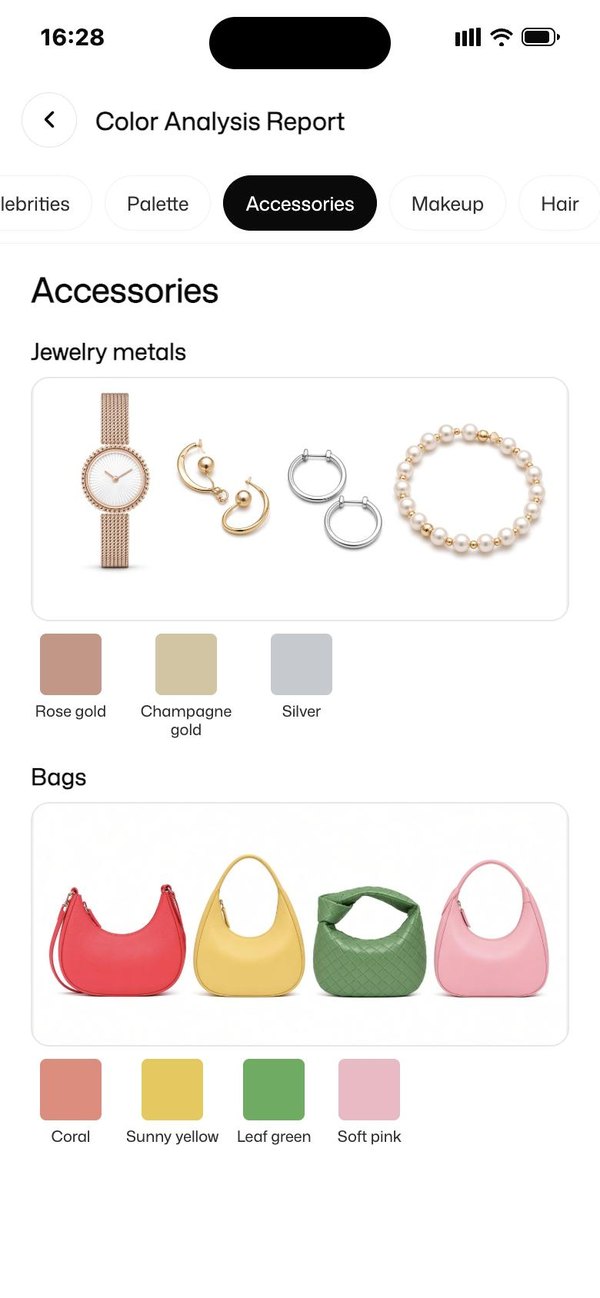 16:28
Color Analysis Report
lebrities
Palette
Accessories
Makeup
Hair
Accessories
Jewelry metals
Rose gold
Champagne
gold
Silver
Bags
Coral
Sunny yellow
Leaf green
Soft pink